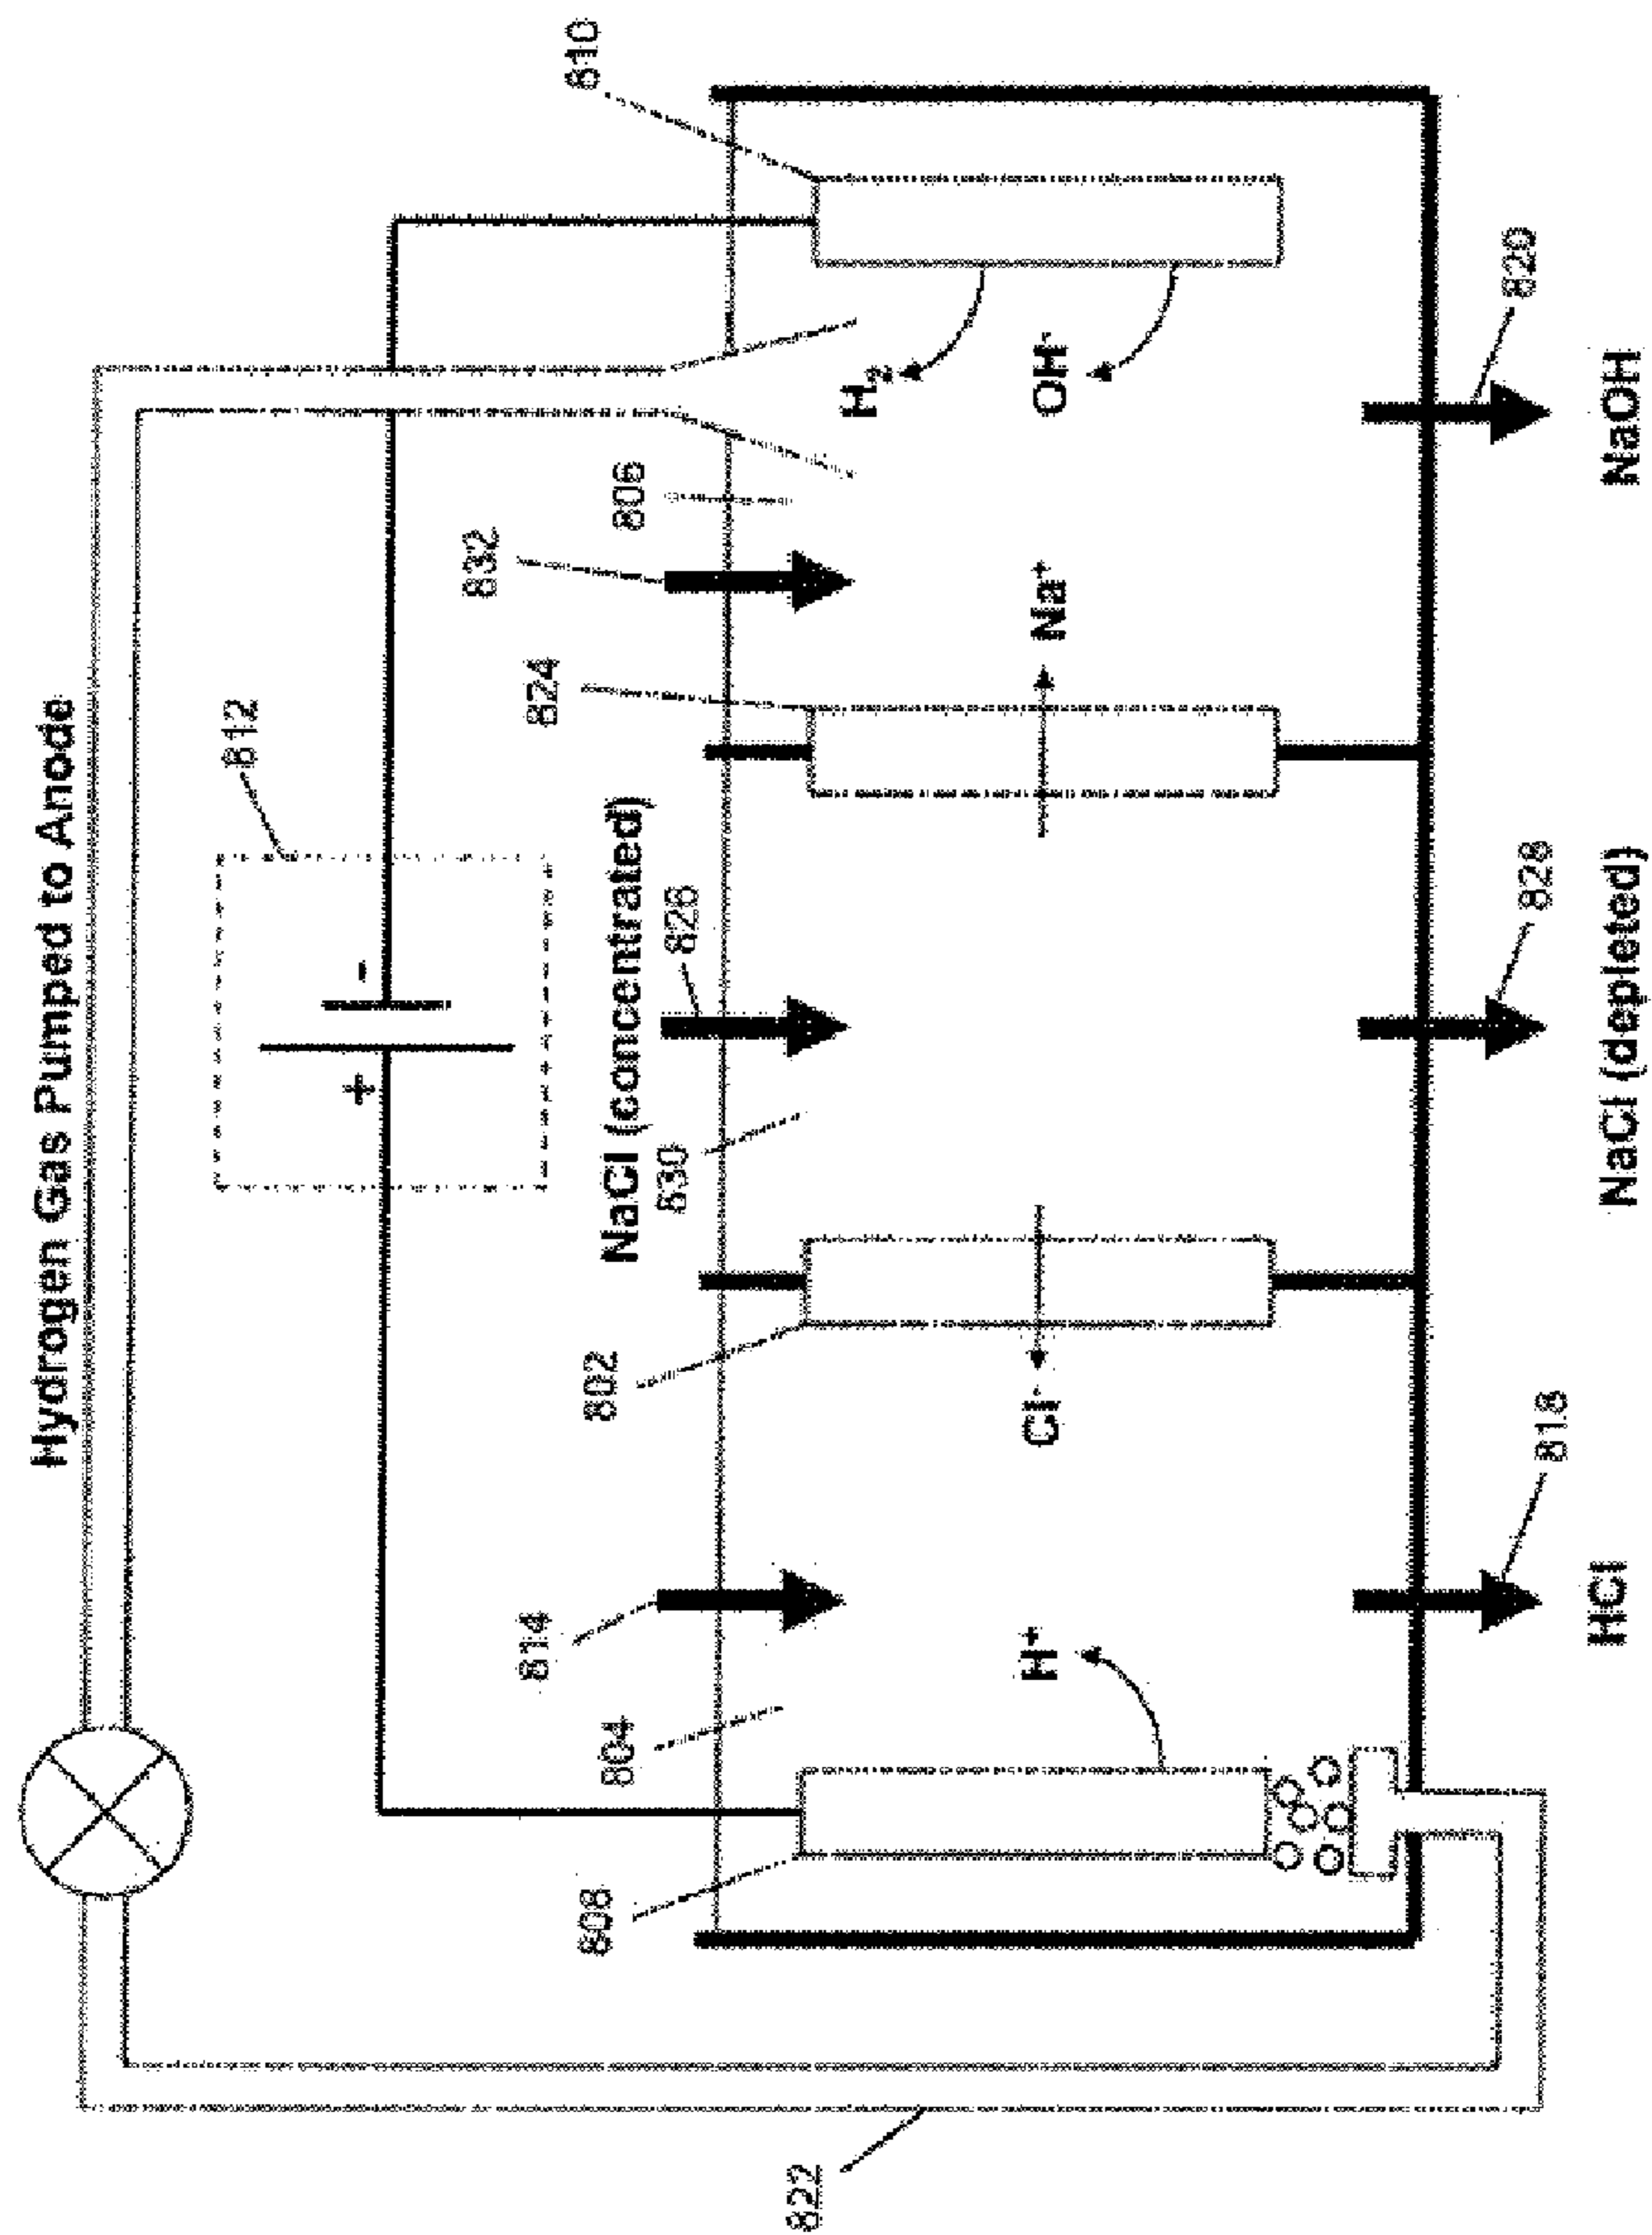 Hydrogen Gas Pumped to Anode
812
+
-
810
832
806
824
NaCl (concentrated)
826
830
802
814
804
808
H2
OH-
Na+
Cl-
H+
822
818
828
820
HCl
NaCl (depleted)
NaOH